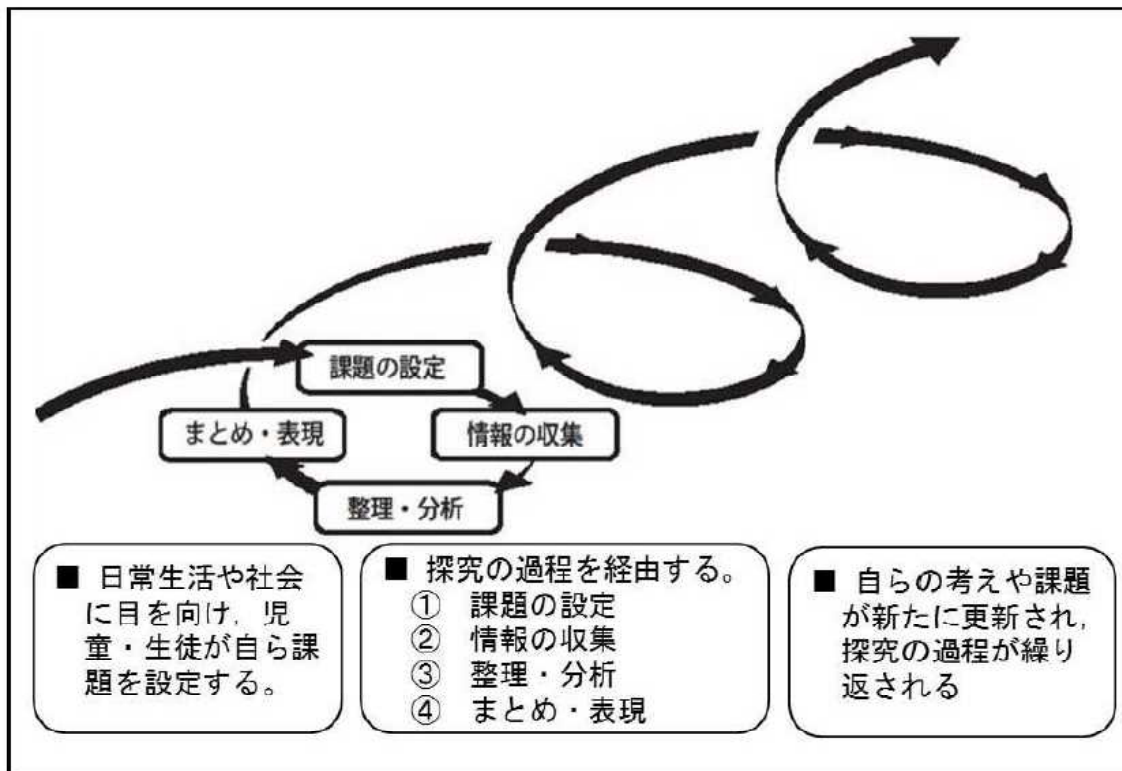 課題の設定
まとめ・表現
情報の収集
整理・分析
■ 日常生活や社会
に目を向け，児
童・生徒が自ら課
題を設定する。
■ 探究の過程を経由する。
① 課題の設定
② 情報の収集
③ 整理・分析
④ まとめ・表現
■ 自らの考えや課題
が新たに更新され，
探究の過程が繰り
返される